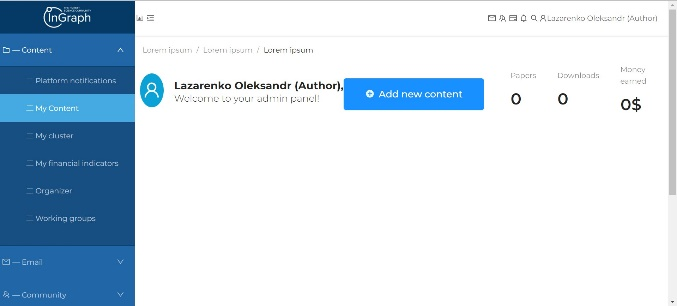 InGraph
Lazarenko Oleksandr (Author)
— Content
Lorem ipsum / Lorem ipsum / Lorem ipsum
Platform notifications
My Content
My cluster
My financial indicators
Organizer
Working groups
— Email
— Community
Lazarenko Oleksandr (Author),
Welcome to your admin panel!
Add new content
Papers
0
Downloads
0
Money
earned
0$